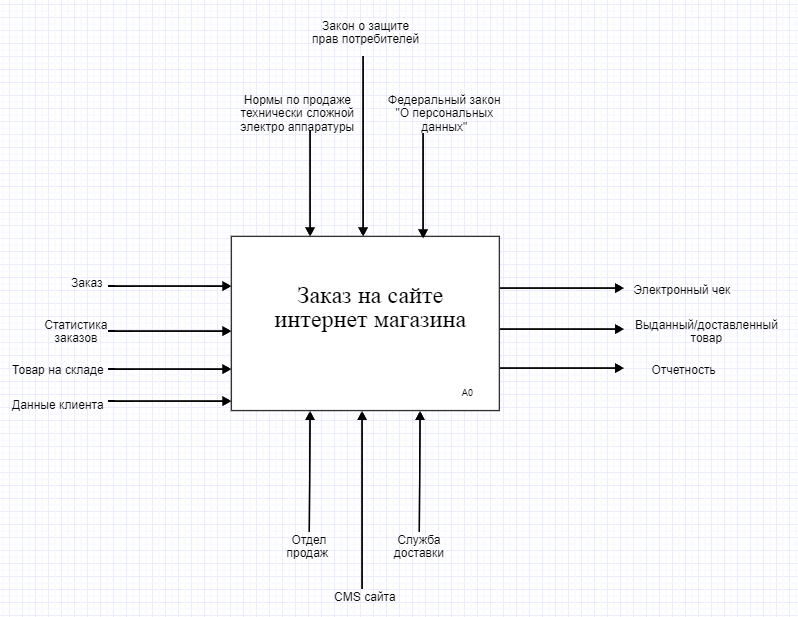 Закон о защите
прав потребителей
Нормы по продаже
технически сложной
электро аппаратуры
Федеральный закон
"О персональных
данных"
Заказ
Статистика
заказов
Товар на складе
Данные клиента
Заказ на сайте
интернет магазина
A0
Электронный чек
Выданный/доставленный
товар
Отчетность
Отдел
продаж
CMS сайта
Служба
доставки